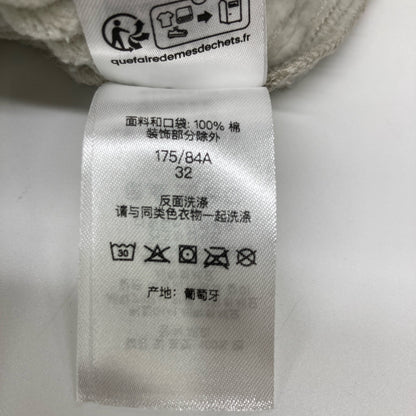 quefairedemesdechets.fr
面料和口袋: 100% 棉
装饰部分除外
175/84A
32
反面洗涤
请与同类色衣物一起洗涤
30
产地: 葡萄牙